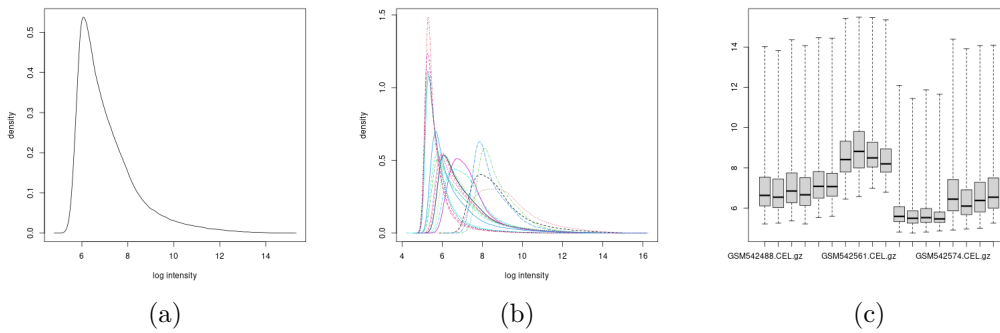 0.5
0.4
0.3
0.2
0.1
0.0
density
6 8 10 12 14
log intensity
(a)
1.5
1.0
0.5
0.0
density
4 6 8 10 12 14 16
log intensity
(b)
14
12
10
8
6
GSM542488.CEL.gz GSM542561.CEL.gz GSM542574.CEL.gz
(c)